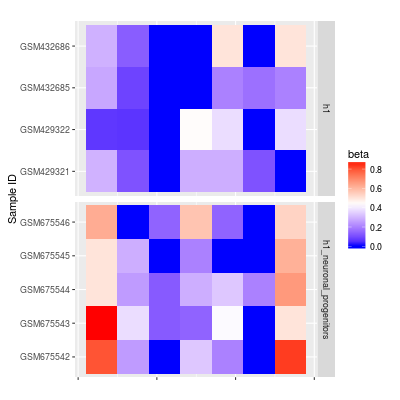 GSM432686
GSM432685
GSM429322
GSM429321
h1
GSM675546
GSM675545
GSM675544
GSM675543
GSM675542
h1_neuronal_progenitors
Sample ID
beta
0.8
0.6
0.4
0.2
0.0